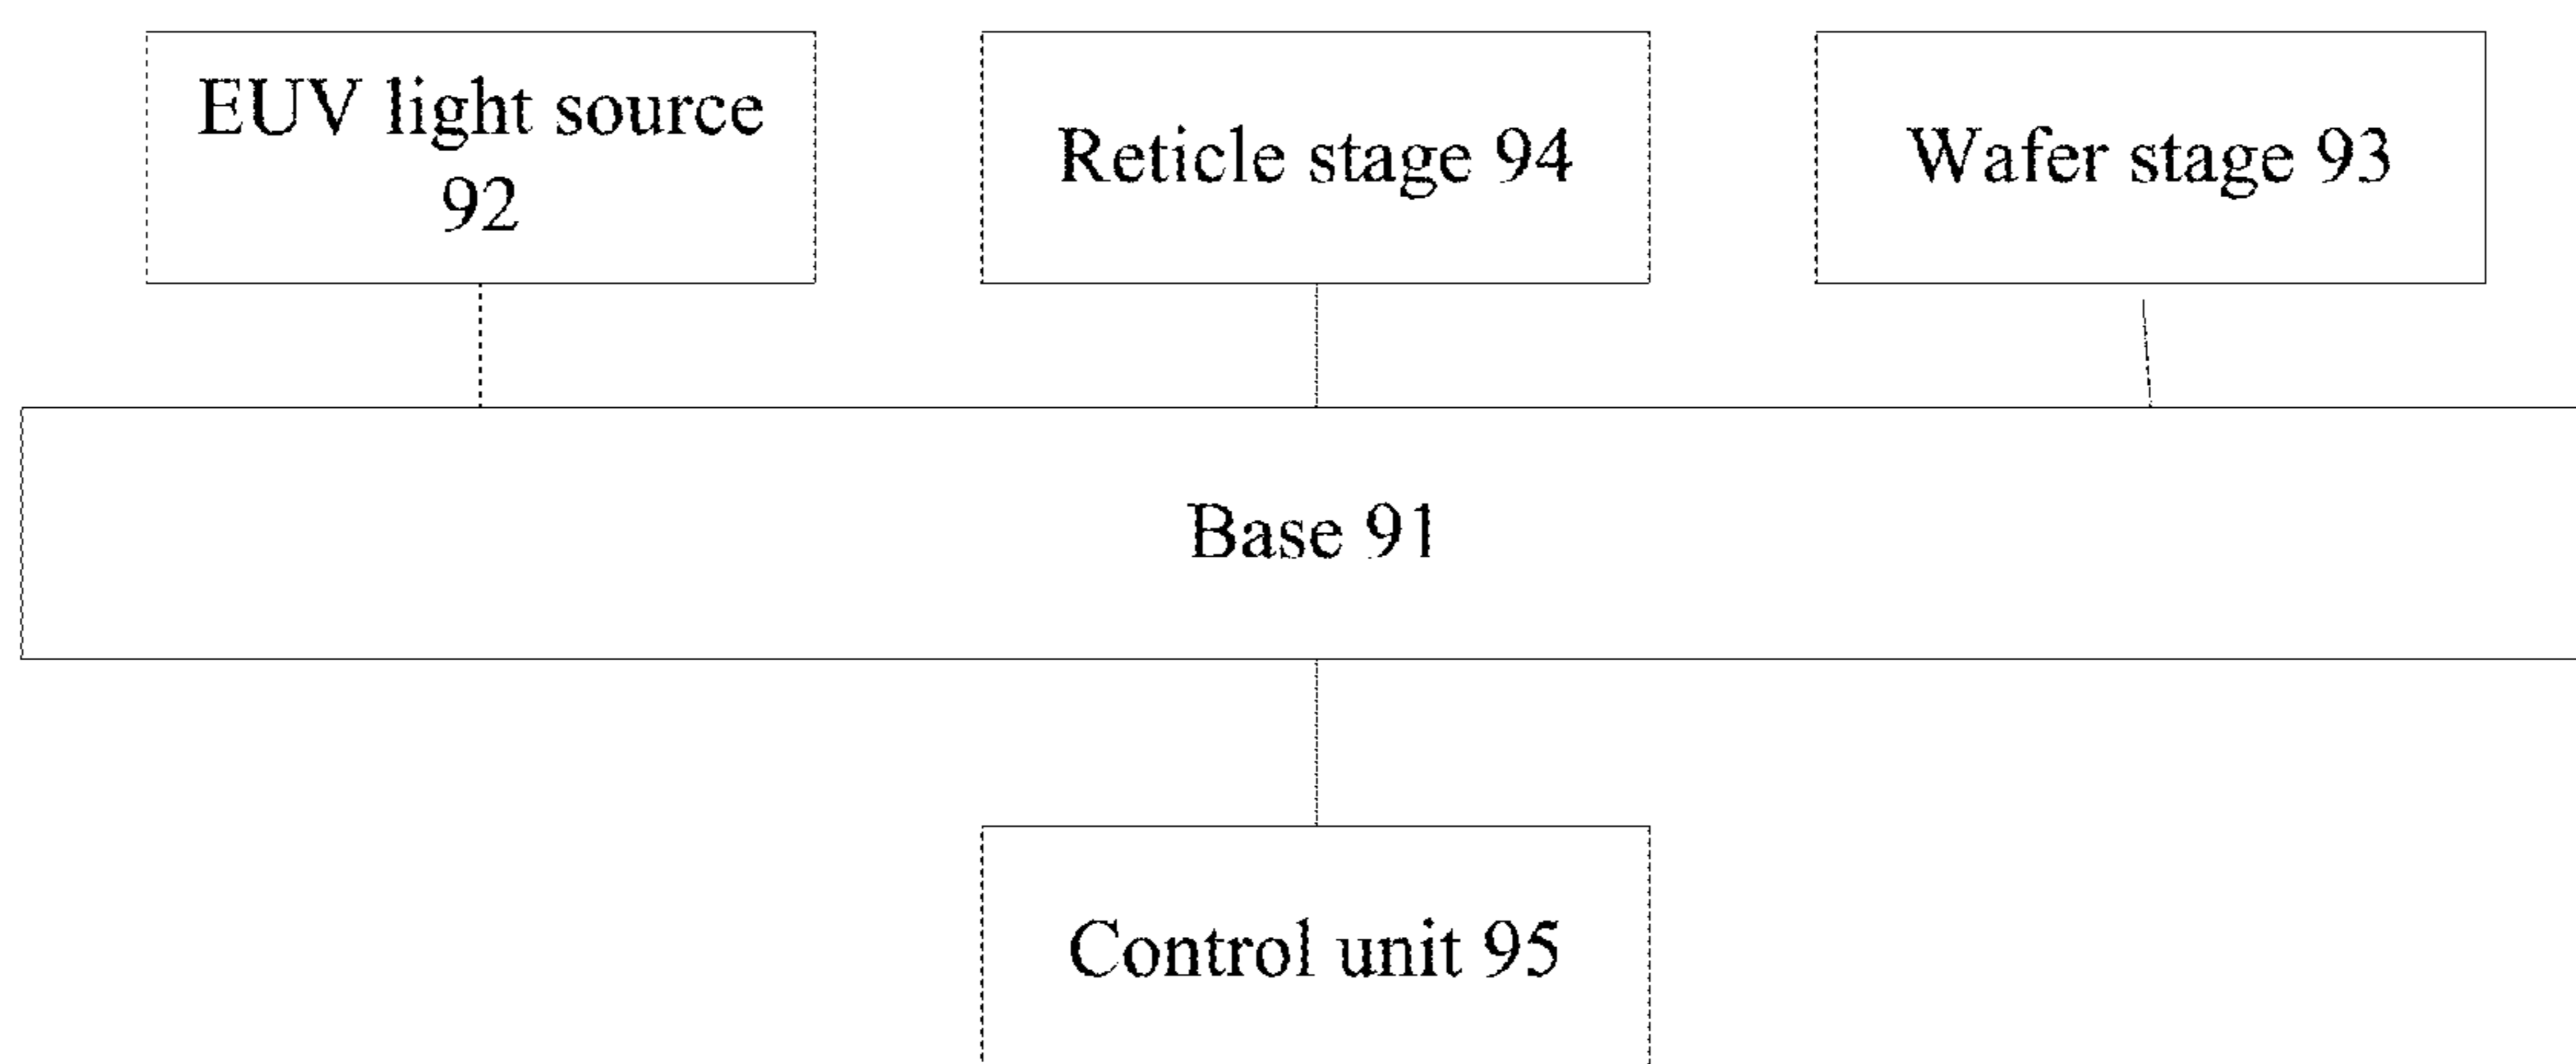 EUV light source
92
Reticle stage 94
Wafer stage 93
Base 91
Control unit 95